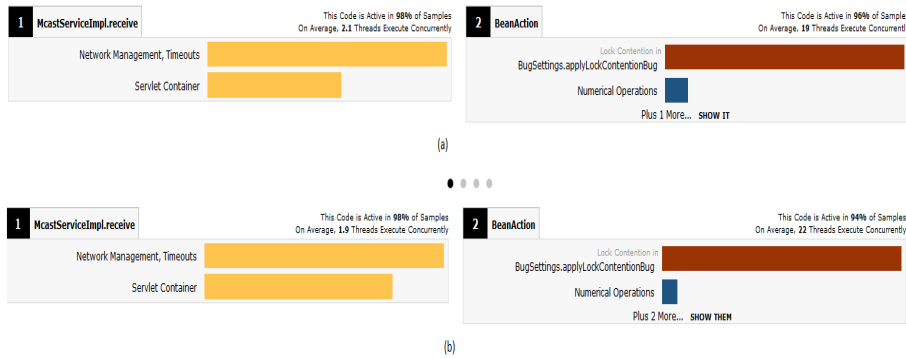 1 McastServiceImpl.receive
This Code is Active in 98% of Samples
On Average, 2.1 Threads Execute Concurrently
Network Management, Timeouts
Servlet Container
2 BeanAction
This Code is Active in 96% of Sample
On Average, 19 Threads Execute Concurrentl
Lock Contention in
BugSettings.applyLockContentionBug
Numerical Operations
Plus 1 More... SHOW IT
(a)
1 McastServiceImpl.receive
This Code is Active in 98% of Samples
On Average, 1.9 Threads Execute Concurrently
Network Management, Timeouts
Servlet Container
2 BeanAction
This Code is Active in 94% of Samples
On Average, 22 Threads Execute Concurrently
Lock Contention in
BugSettings.applyLockContentionBug
Numerical Operations
Plus 2 More... SHOW THEM
(b)